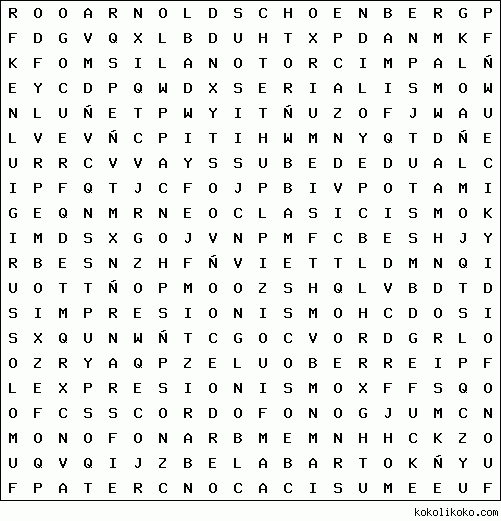 R O O A R N O L D S C H O E N B E R G P
F D G V Q X L B D U H T X P D A N M K F
K F O M S I L A N O T O R C I M P A L Ñ
E Y C D P Q W D X S E R I A L I S M O W
N L U Ñ E T P W Y I T Ñ U Z O F J W A U
L V E V Ñ C P I T I H W M N Y Q T D Ñ E
U R R C V V A Y S S U B E D E D U A L C
I P F Q T J C F O J P B I V P O T A M I
G E Q N M R N E O C L A S I C I S M O K
I M D S X G O J V N P M F C B E S H J Y
R B E S N Z H F Ñ V I E T T L D M N Q I
U O T T Ñ O P M O O Z S H Q L V B D T D
S I M P R E S I O N I S M O H C D O S I
S X Q U N W Ñ T C G O C V O R D G R L O
O Z R Y A Q P Z E L U O B E R R E I P F
L E X P R E S I O N I S M O X F F S Q O
O F C S S C O R D O F O N O G J U M C N
M O N O F O N A R B M E M N H H C K Z O
U Q V Q I J Z B E L A B A R T O K Ñ Y U
F P A T E R C N O C A C I S U M E E U F
kokolikoko.com